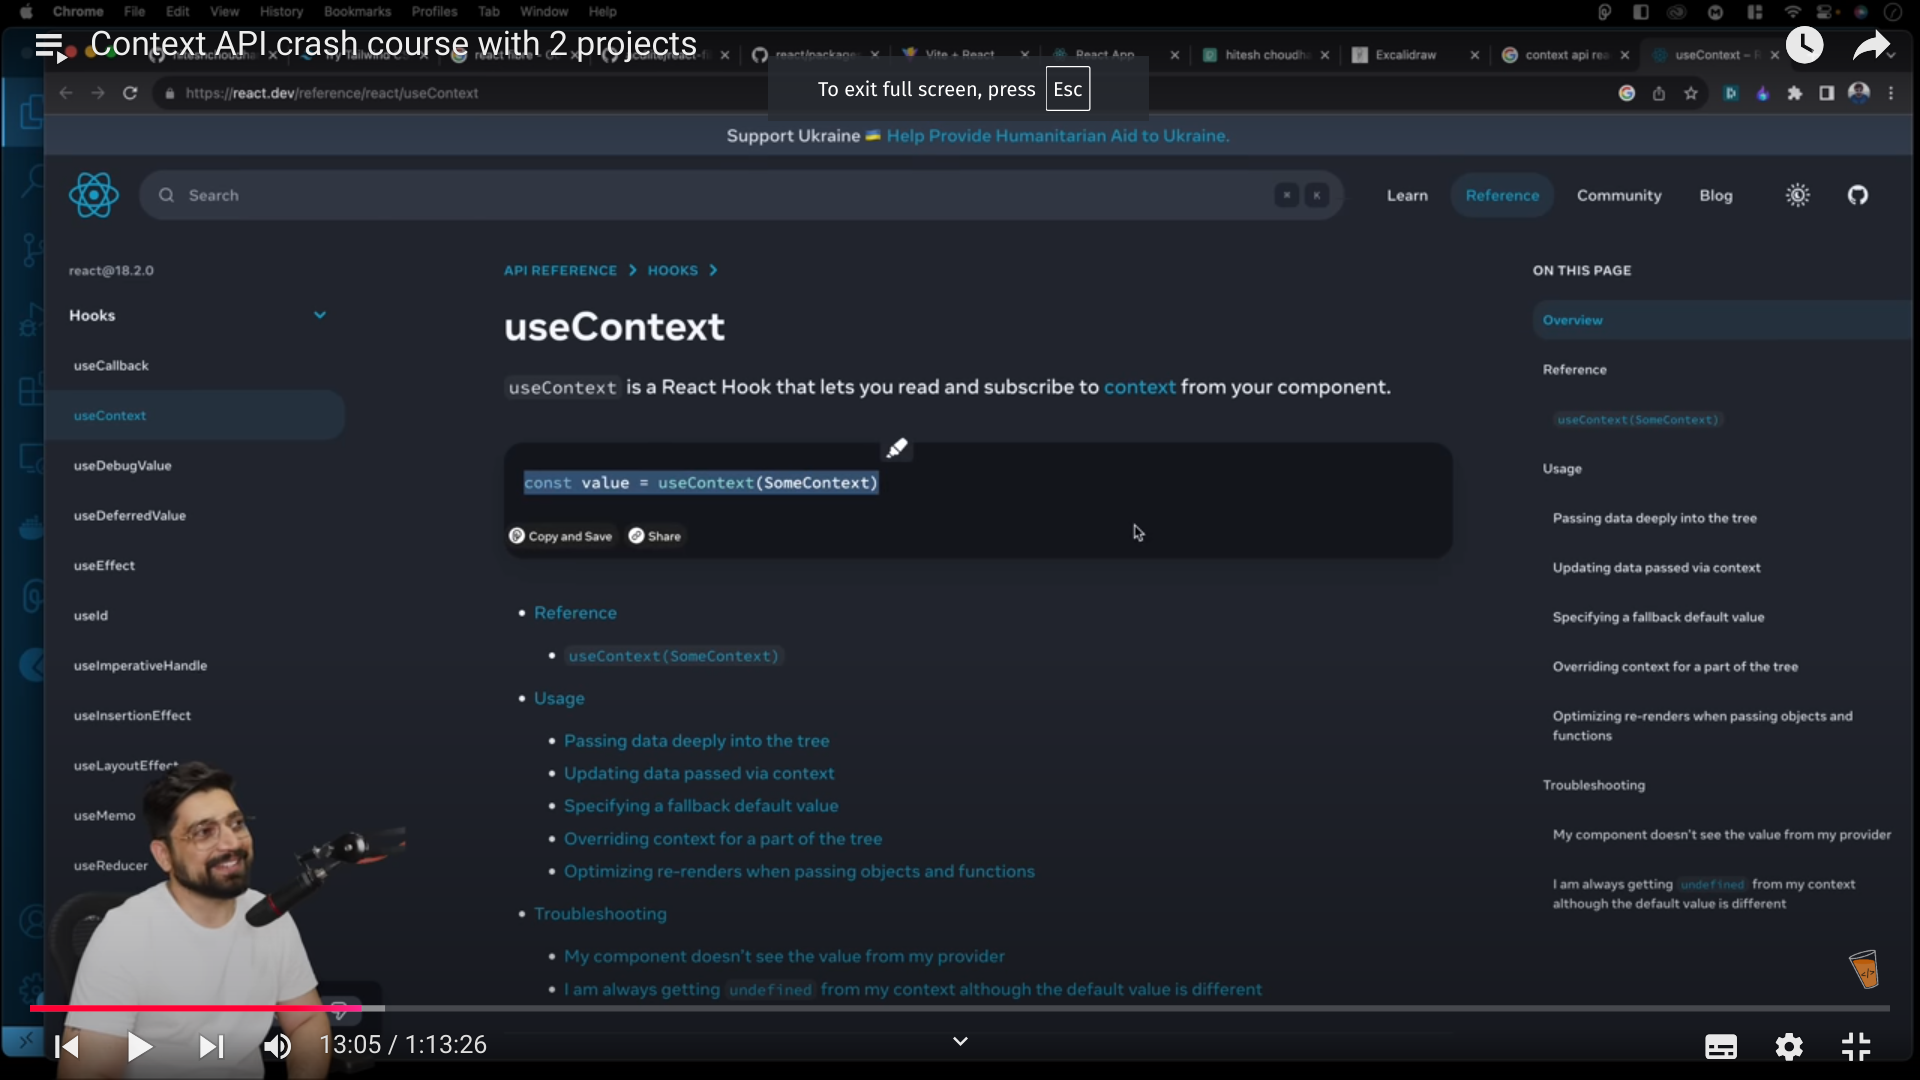 Chrome File Edit View History Bookmarks Profiles Tab Window Help
Context API crash course with 2 projects
react/package Vite + React React App hitesh choudh Excalidraw context api rea useContext – R
To exit full screen, press Esc
https://react.dev/reference/react/useContext
Support Ukraine Help Provide Humanitarian Aid to Ukraine.
Search
⌘ K
Learn Reference Community Blog
react@18.2.0
Hooks
useCallback
useContext
useDebugValue
useDeferredValue
useEffect
useId
useImperativeHandle
useInsertionEffect
useLayoutEffect
useMemo
useReducer
API REFERENCE HOOKS
useContext
useContext is a React Hook that lets you read and subscribe to context from your component.
const value = useContext(SomeContext)
Copy and Save Share
• Reference
• useContext(SomeContext)
• Usage
• Passing data deeply into the tree
• Updating data passed via context
• Specifying a fallback default value
• Overriding context for a part of the tree
• Optimizing re-renders when passing objects and functions
• Troubleshooting
• My component doesn't see the value from my provider
• I am always getting undefined from my context although the default value is different
ON THIS PAGE
Overview
Reference
useContext(SomeContext)
Usage
Passing data deeply into the tree
Updating data passed via context
Specifying a fallback default value
Overriding context for a part of the tree
Optimizing re-renders when passing objects and
functions
Troubleshooting
My component doesn't see the value from my provider
I am always getting undefined from my context
although the default value is different
13:05 / 1:13:26